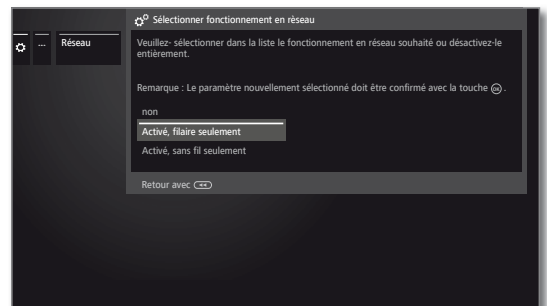 Sélectionner fonctionnement en réseau
... Réseau
Veuillez- sélectionner dans la liste le fonctionnement en réseau souhaité ou désactivez-le
entièrement.
Remarque : Le paramètre nouvellement sélectionné doit être confirmé avec la touche OK .
non
Activé, filaire seulement
Activé, sans fil seulement
Retour avec